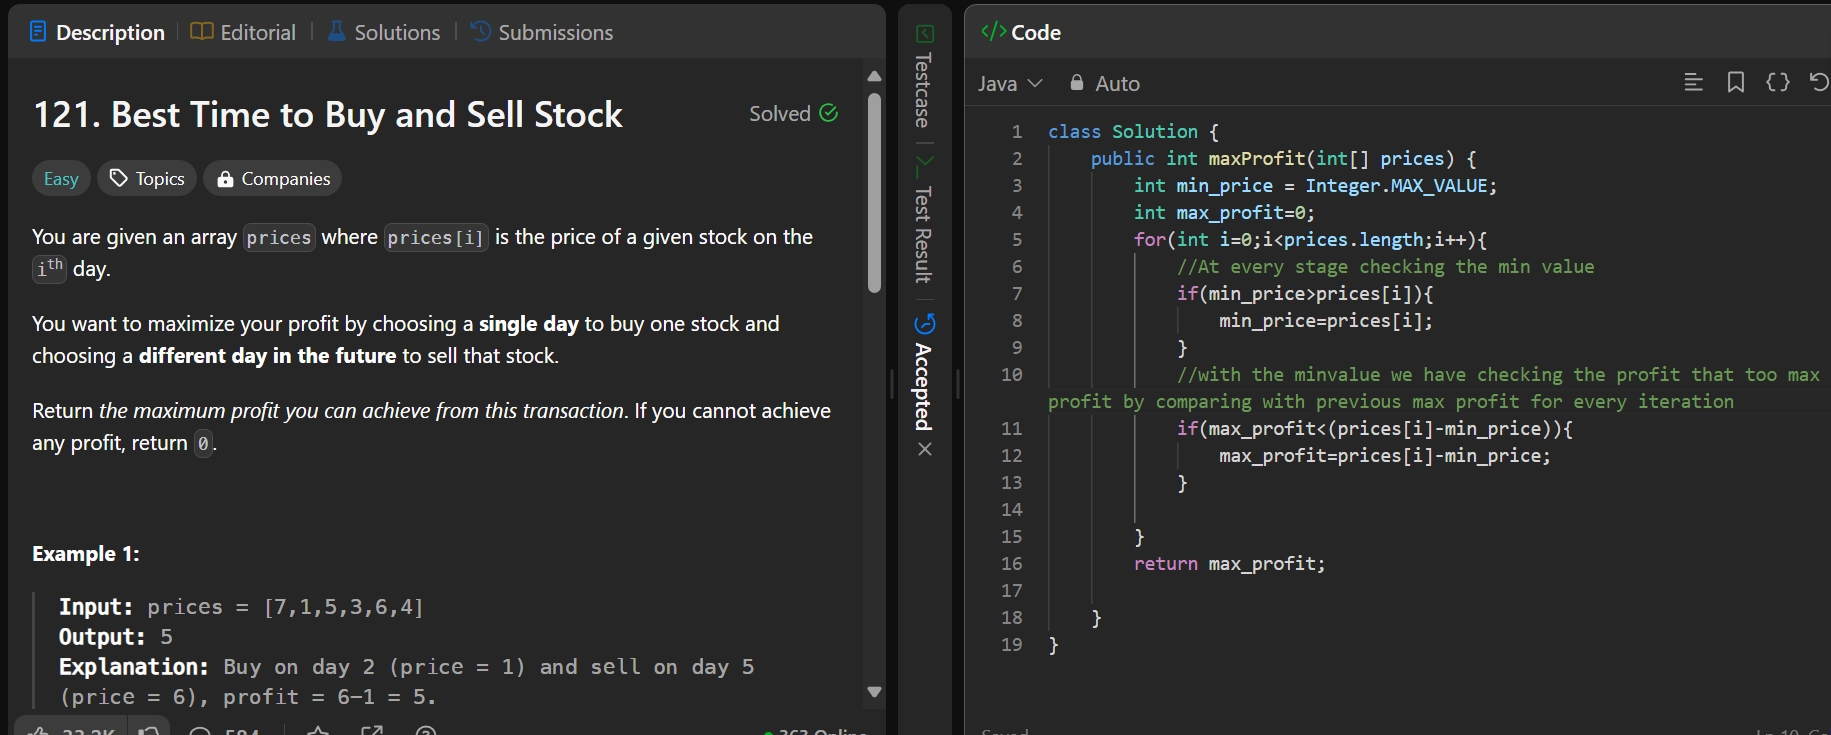 Description
Editorial
Solutions
Submissions
121. Best Time to Buy and Sell Stock
Solved
Easy
Topics
Companies
You are given an array prices where prices[i] is the price of a given stock on the
ith day.
You want to maximize your profit by choosing a single day to buy one stock and
choosing a different day in the future to sell that stock.
Return the maximum profit you can achieve from this transaction. If you cannot achieve
any profit, return 0.
Example 1:
Input: prices = [7,1,5,3,6,4]
Output: 5
Explanation: Buy on day 2 (price = 1) and sell on day 5
(price = 6), profit = 6-1 = 5.
Testcase
Test Result
Accepted
</> Code
Java
Auto
1 class Solution {
2 public int maxProfit(int[] prices) {
3 int min_price = Integer.MAX_VALUE;
4 int max_profit=0;
5 for(int i=0;i<prices.length;i++){
6 //At every stage checking the min value
7 if(min_price>prices[i]){
8 min_price=prices[i];
9 }
10 //with the minvalue we have checking the profit that too max
profit by comparing with previous max profit for every iteration
11 if(max_profit<(prices[i]-min_price)){
12 max_profit=prices[i]-min_price;
13 }
14
15 }
16 return max_profit;
17
18 }
19 }